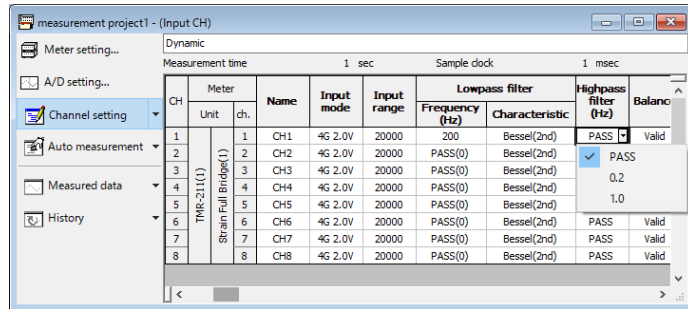 measurement project1 - (Input CH)
Meter setting...
A/D setting...
Channel setting
Auto measurement
Measured data
History
Dynamic
Measurement time 1 sec Sample clock 1 msec
CH Meter Name Input mode Input range Lowpass filter Highpass filter (Hz) Balanc
Unit ch. Frequency (Hz) Characteristic
TMR-211(1)
Strain Full Bridge(1)
1 1 CH1 4G 2.0V 20000 200 Bessel(2nd) PASS Valid
2 2 CH2 4G 2.0V 20000 PASS(0) Bessel(2nd)
3 3 CH3 4G 2.0V 20000 PASS(0) Bessel(2nd)
4 4 CH4 4G 2.0V 20000 PASS(0) Bessel(2nd)
5 5 CH5 4G 2.0V 20000 PASS(0) Bessel(2nd)
6 6 CH6 4G 2.0V 20000 PASS(0) Bessel(2nd) PASS Valid
7 7 CH7 4G 2.0V 20000 PASS(0) Bessel(2nd) PASS Valid
8 8 CH8 4G 2.0V 20000 PASS(0) Bessel(2nd) PASS Valid
PASS
0.2
1.0